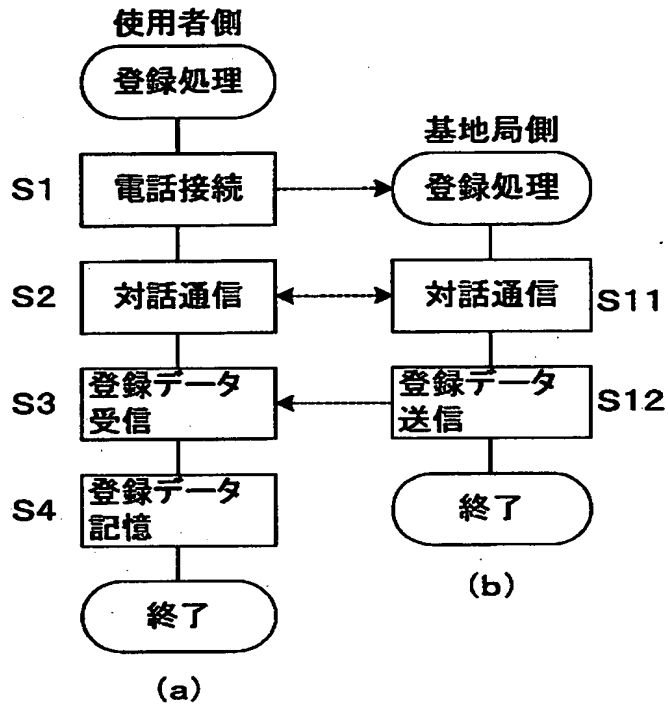 使用者側
登録処理
S1
電話接続
S2
対話通信
S3
登録データ
受信
S4
登録データ
記憶
終了
(a)
基地局側
登録処理
対話通信
S11
登録データ
送信
S12
終了
(b)